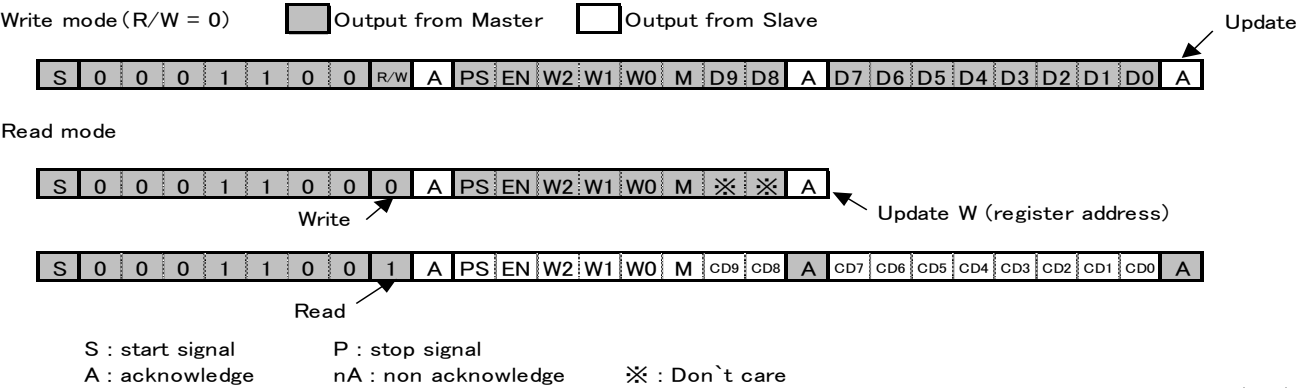 Write mode (R/W = 0) Output from Master Output from Slave Update
S 0 0 0 1 1 0 0 R/W A PS EN W2 W1 W0 M D9 D8 A D7 D6 D5 D4 D3 D2 D1 D0 A
Read mode
S 0 0 0 1 1 0 0 0 A PS EN W2 W1 W0 M ※ ※ A
Write Update W (register address)
S 0 0 0 1 1 0 0 1 A PS EN W2 W1 W0 M CD9 CD8 A CD7 CD6 CD5 CD4 CD3 CD2 CD1 CD0 A
Read
S : start signal P : stop signal
A : acknowledge nA : non acknowledge ※ : Don`t care